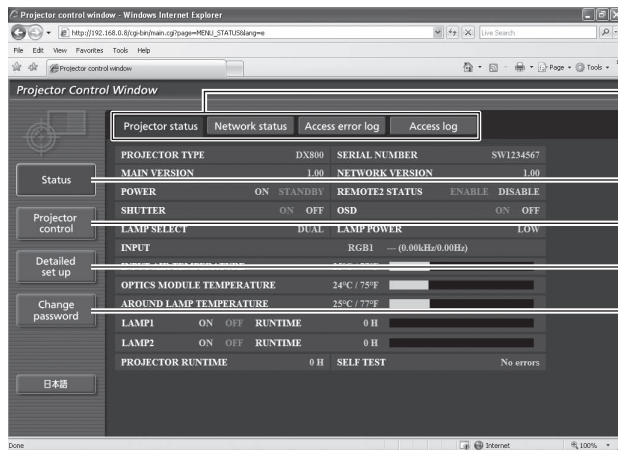 Projector control window - Windows Internet Explorer
http://192.168.0.8/cgi-bin/main.cgi?page=MENU_STATUS&lang=e
Live Search
File Edit View Favorites Tools Help
Projector control window
Page Tools
Projector Control Window
Projector status Network status Access error log Access log
Status
Projector control
Detailed set up
Change password
日本語
PROJECTOR TYPE DX800 SERIAL NUMBER SW1234567
MAIN VERSION 1.00 NETWORK VERSION 1.00
POWER ON STANDBY REMOTE2 STATUS ENABLE DISABLE
SHUTTER ON OFF OSD ON OFF
LAMP SELECT DUAL LAMP POWER LOW
INPUT RGB1 --- (0.00kHz/0.00Hz)
INPUT AIR TEMPERATURE
OPTICS MODULE TEMPERATURE 24°C / 75°F
AROUND LAMP TEMPERATURE 25°C / 77°F
LAMP1 ON OFF RUNTIME 0 H
LAMP2 ON OFF RUNTIME 0 H
PROJECTOR RUNTIME 0 H SELF TEST No errors
Done Internet 100%